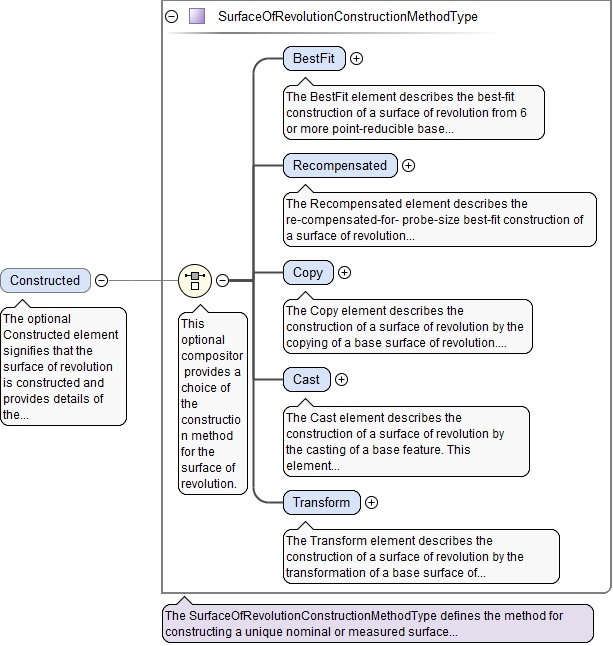 SurfaceOfRevolutionConstructionMethodType
BestFit
The BestFit element describes the best-fit
construction of a surface of revolution from 6
or more point-reducible base...
Recompensated
The Recompensated element describes the
re-compensated-for- probe-size best-fit construction of
a surface of revolution...
Constructed
The optional
Constructed element
signifies that the
surface of revolution
is constructed and
provides details of
the...
This
optional
compositor
provides a
choice of
the
constructio
n method
for the
surface of
revolution.
Copy
The Copy element describes the
construction of a surface of revolution by the
copying of a base surface of revolution....
Cast
The Cast element describes the
construction of a surface of revolution by
the casting of a base feature. This
element...
Transform
The Transform element describes the
construction of a surface of revolution by the
transformation of a base surface of...
The SurfaceOfRevolutionConstructionMethodType defines the method for
constructing a unique nominal or measured surface...